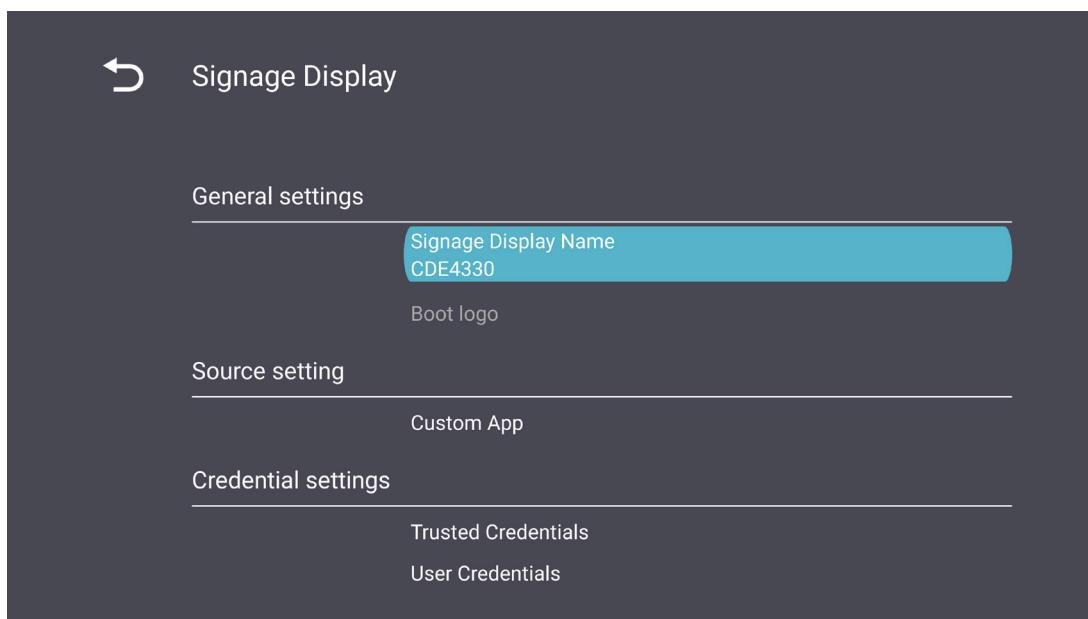 Signage Display
General settings
Signage Display Name
CDE4330
Boot logo
Source setting
Custom App
Credential settings
Trusted Credentials
User Credentials